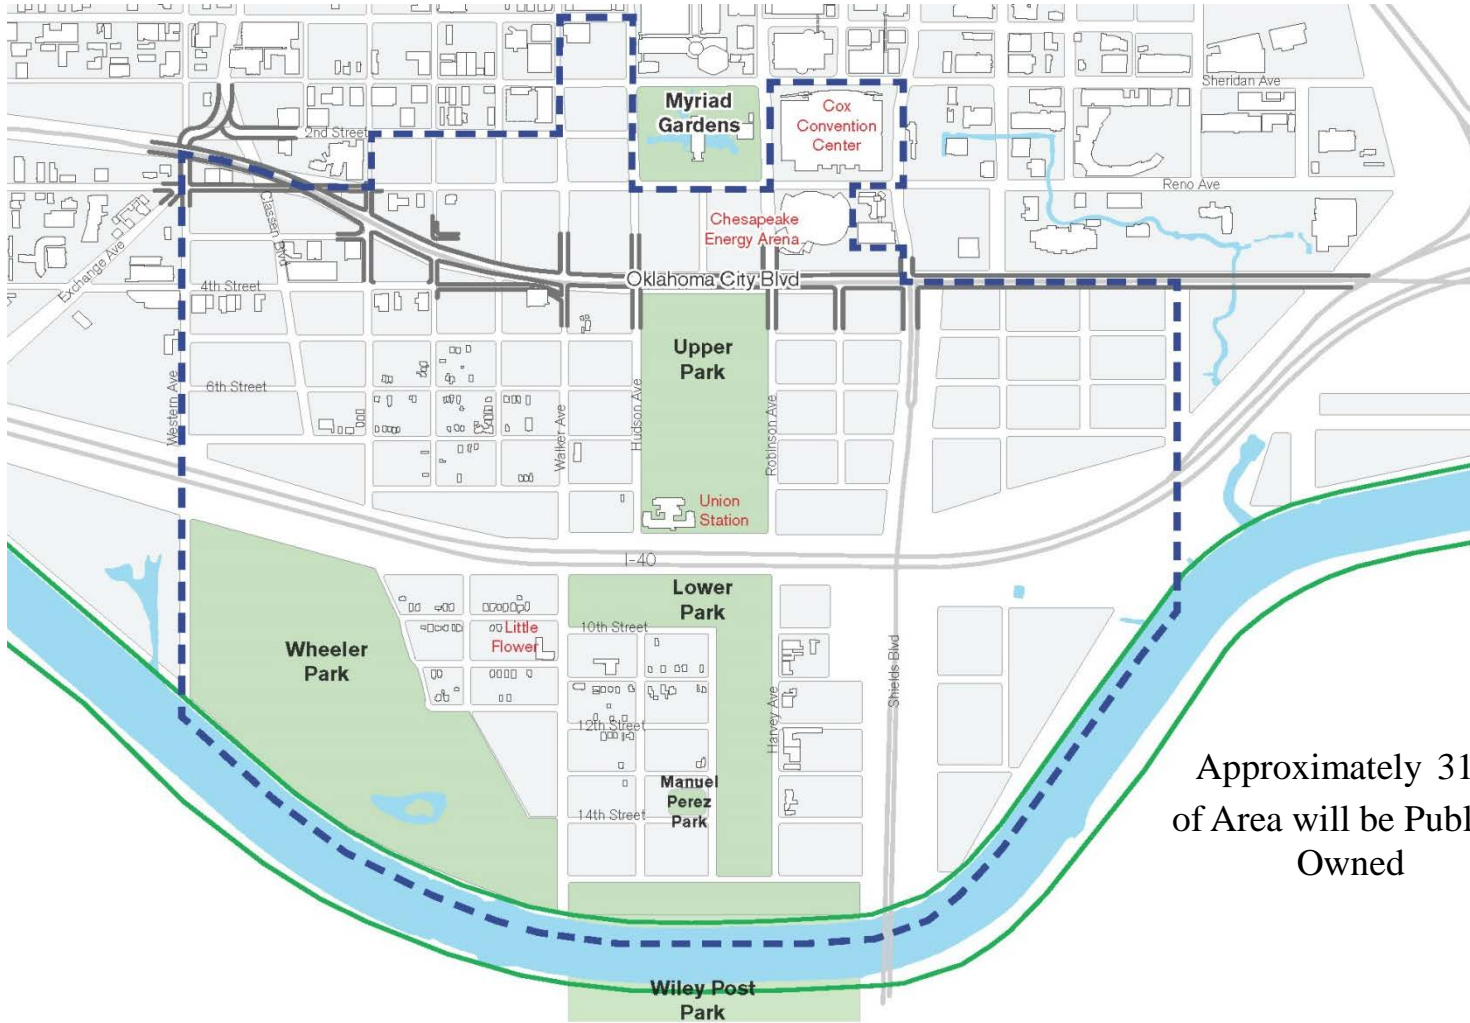 Sheridan Ave
Myriad
Gardens
Cox
Convention
Center
2nd Street
Reno Ave
Classen Blvd
Exchange Ave
Chesapeake
Energy Arena
Oklahoma City Blvd
4th Street
Upper
Park
6th Street
Western Ave
Walker Ave
Hudson Ave
Robinson Ave
Union
Station
I-40
Lower
Park
Little
Flower
10th Street
Wheeler
Park
Shields Blvd
Harvey Ave
12th Street
Manuel
Perez
Park
14th Street
Approximately 31
of Area will be Publ
Owned
Wiley Post
Park